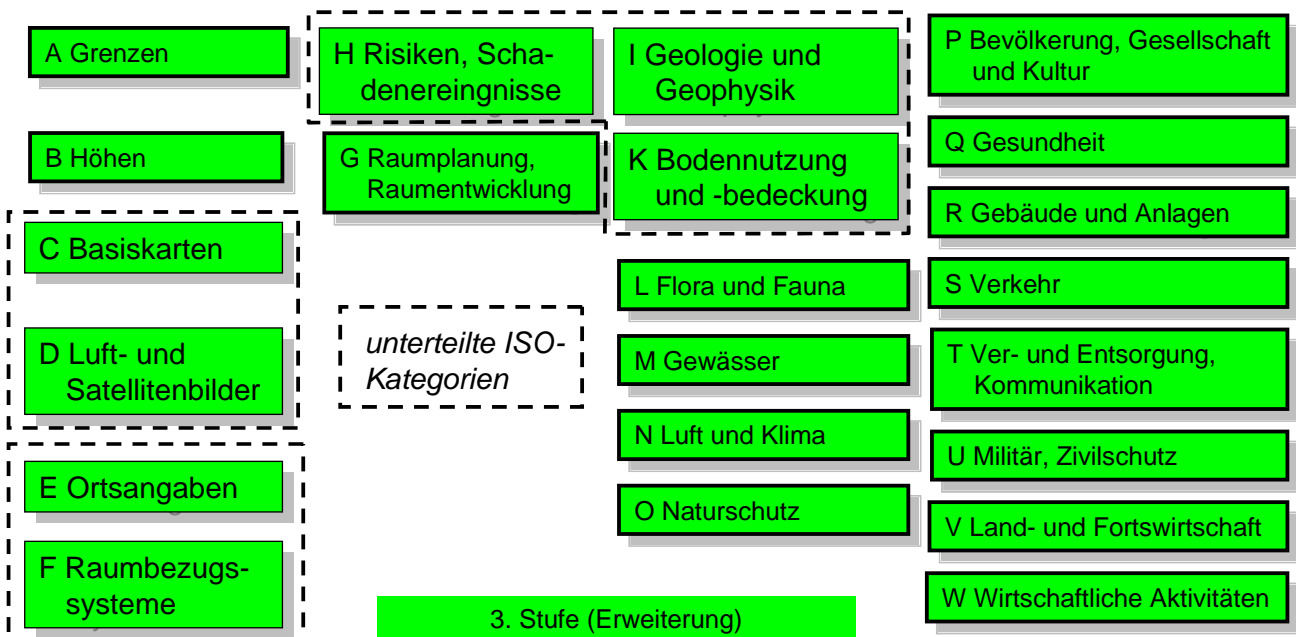 A Grenzen
B Höhen
C Basiskarten
D Luft- und
Satellitenbilder
E Ortsangaben
F Raumbezugs-
systeme
H Risiken, Scha-
denereingnisse
G Raumplanung,
Raumentwicklung
unterteilte ISO-
Kategorien
I Geologie und
Geophysik
K Bodennutzung
und -bedeckung
L Flora und Fauna
M Gewässer
N Luft und Klima
O Naturschutz
P Bevölkerung, Gesellschaft
und Kultur
Q Gesundheit
R Gebäude und Anlagen
S Verkehr
T Ver- und Entsorgung,
Kommunikation
U Militär, Zivilschutz
V Land- und Fortswirtschaft
W Wirtschaftliche Aktivitäten
3. Stufe (Erweiterung)